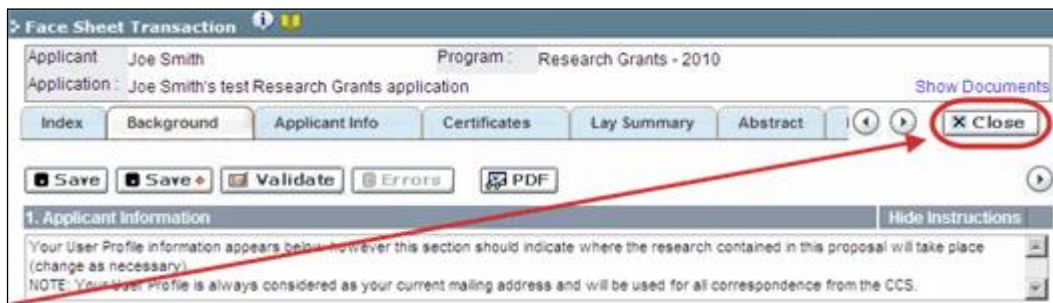 Face Sheet Transaction
Applicant Joe Smith Program : Research Grants - 2010
Application : Joe Smith's test Research Grants application Show Documents
Index Background Applicant Info Certificates Lay Summary Abstract X Close
Save Save+ Validate Errors PDF
1. Applicant Information Hide Instructions
Your User Profile information appears below, however this section should indicate where the research contained in this proposal will take place
(change as necessary).
NOTE: Your User Profile is always considered as your current mailing address and will be used for all correspondence from the CCS.